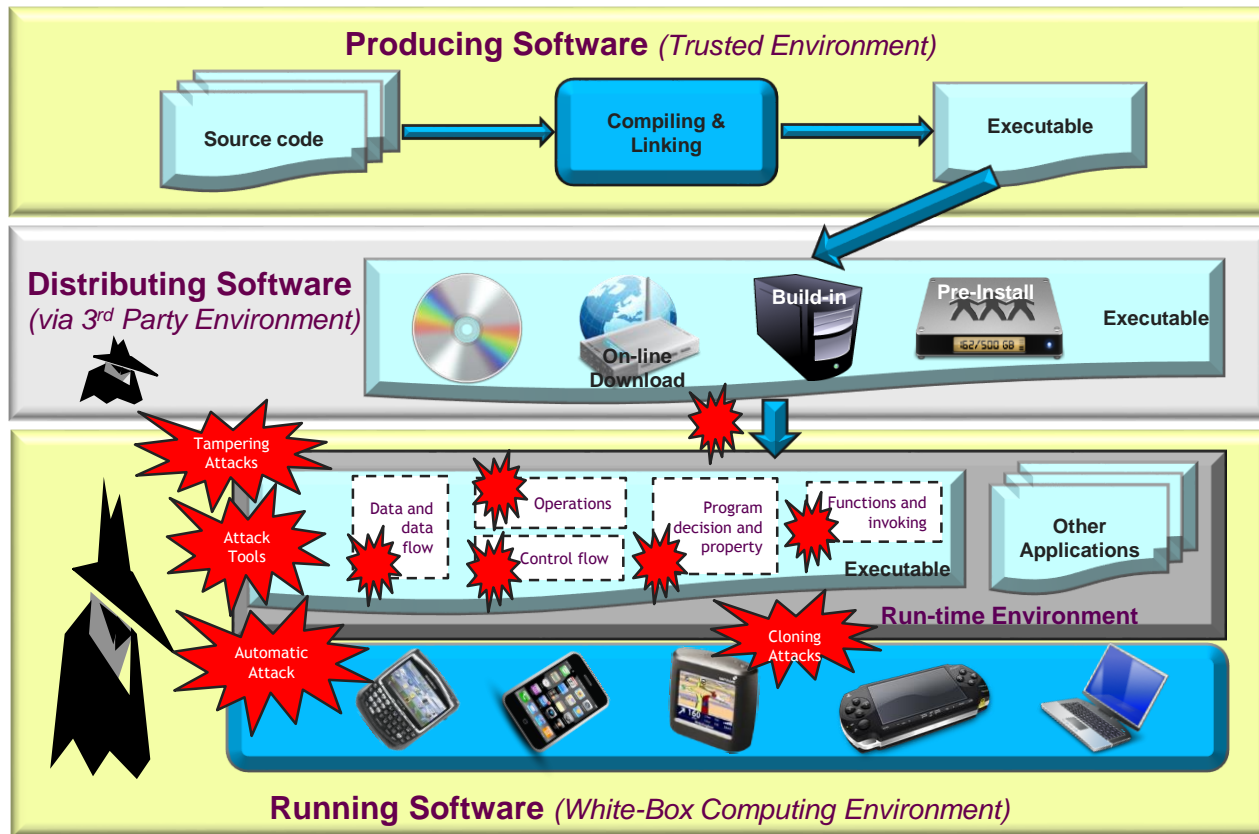 Producing Software (Trusted Environment)
Source code
Compiling &
Linking
Executable
Distributing Software
(via 3rd Party Environment)
On-line
Download
Build-in
Pre-Install
162/500 GB
Executable
Tampering
Attacks
Attack
Tools
Automatic
Attack
Data and
data
flow
Operations
Control flow
Program
decision and
property
Functions and
invoking
Executable
Other
Applications
Run-time Environment
Cloning
Attacks
160
Running Software (White-Box Computing Environment)